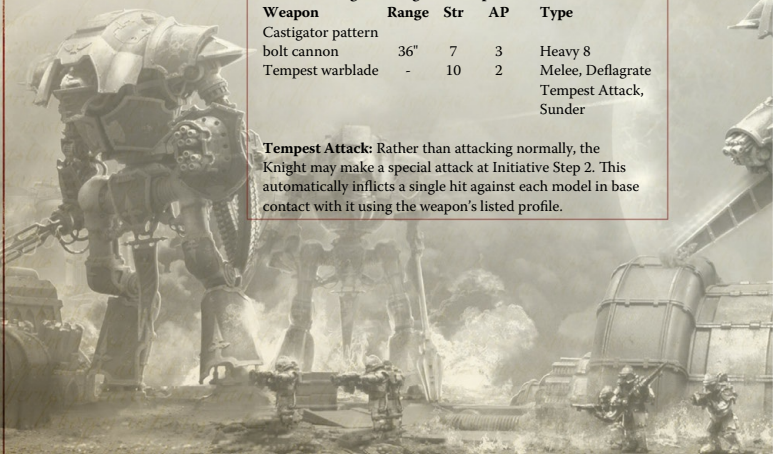 Weapon Range Str AP Type
Castigator pattern
bolt cannon 36" 7 3 Heavy 8
Tempest warblade - 10 2 Melee, Deflagrate
Tempest Attack,
Sunder
Tempest Attack: Rather than attacking normally, the
Knight may make a special attack at Initiative Step 2. This
automatically inflicts a single hit against each model in base
contact with it using the weapon's listed profile.